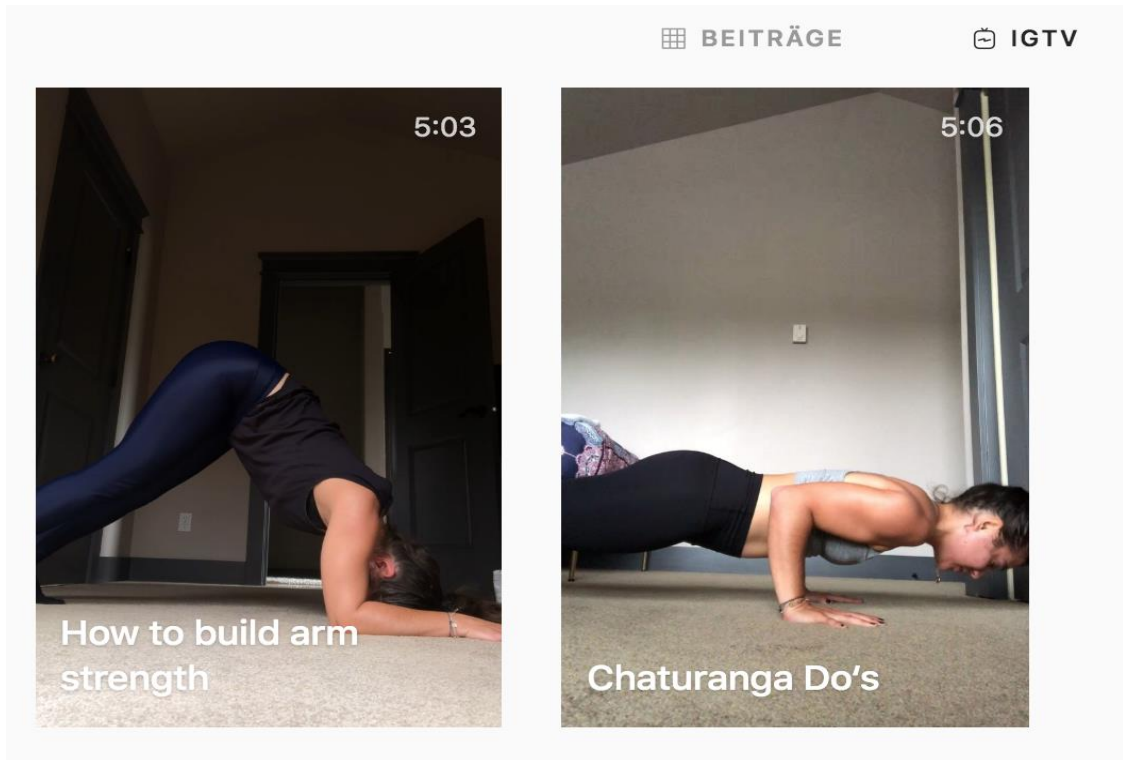 BEITRÄGE
IGTV
5:03
How to build arm
strength
5:06
Chaturanga Do’s